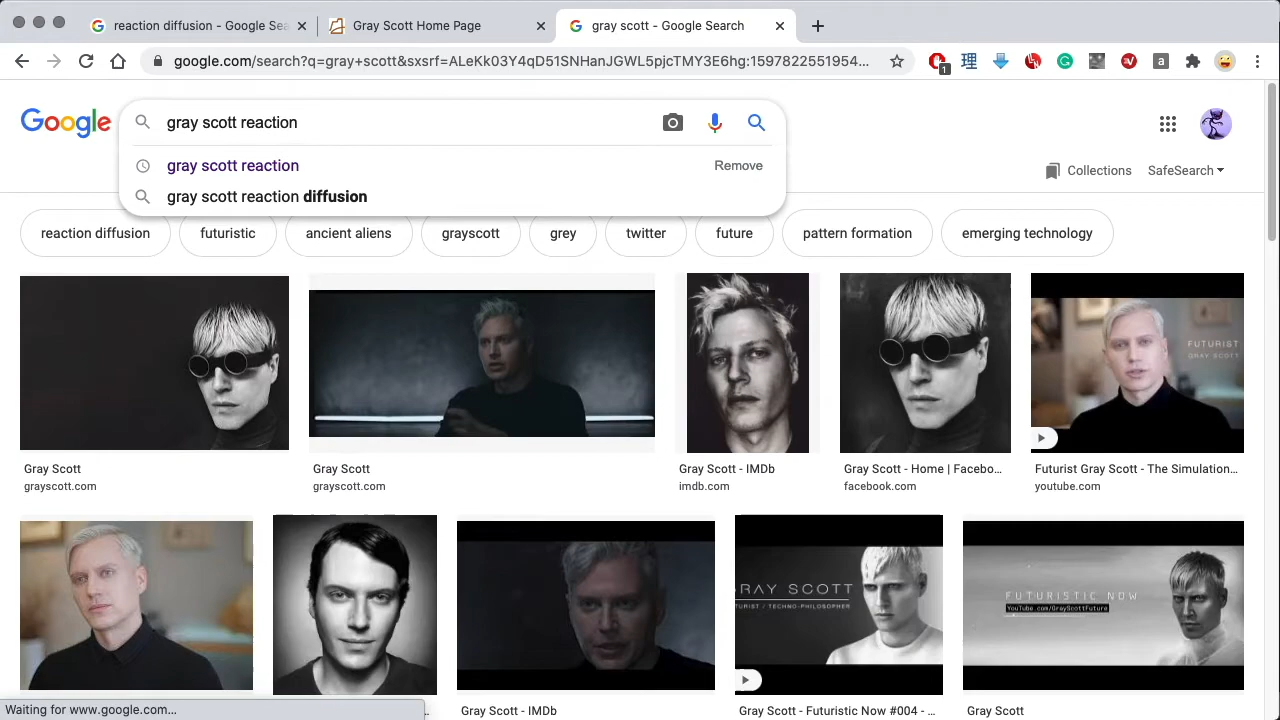 reaction diffusion - Google Sea
Gray Scott Home Page
gray scott - Google Search
google.com/search?q=gray+scott&sxsrf=ALeKk03Y4qD51SNHanJGWL5pjcTMY3E6hg:1597822551954...
1
理
a
Google
gray scott reaction
gray scott reaction
Remove
gray scott reaction diffusion
Collections
SafeSearch
reaction diffusion
futuristic
ancient aliens
grayscott
grey
twitter
future
pattern formation
emerging technology
FUTURIST
GRAY SCOTT
Gray Scott
grayscott.com
Gray Scott
grayscott.com
Gray Scott - IMDb
imdb.com
Gray Scott - Home | Facebo...
facebook.com
Futurist Gray Scott - The Simulation...
youtube.com
GRAY SCOTT
FUTURIST / TECHNO-PHILOSOPHER
FUTURISTIC NOW
YouTube.com/GrayScottFuture
Waiting for www.google.com...
Gray Scott - IMDb
Gray Scott - Futuristic Now #004 - ...
Gray Scott